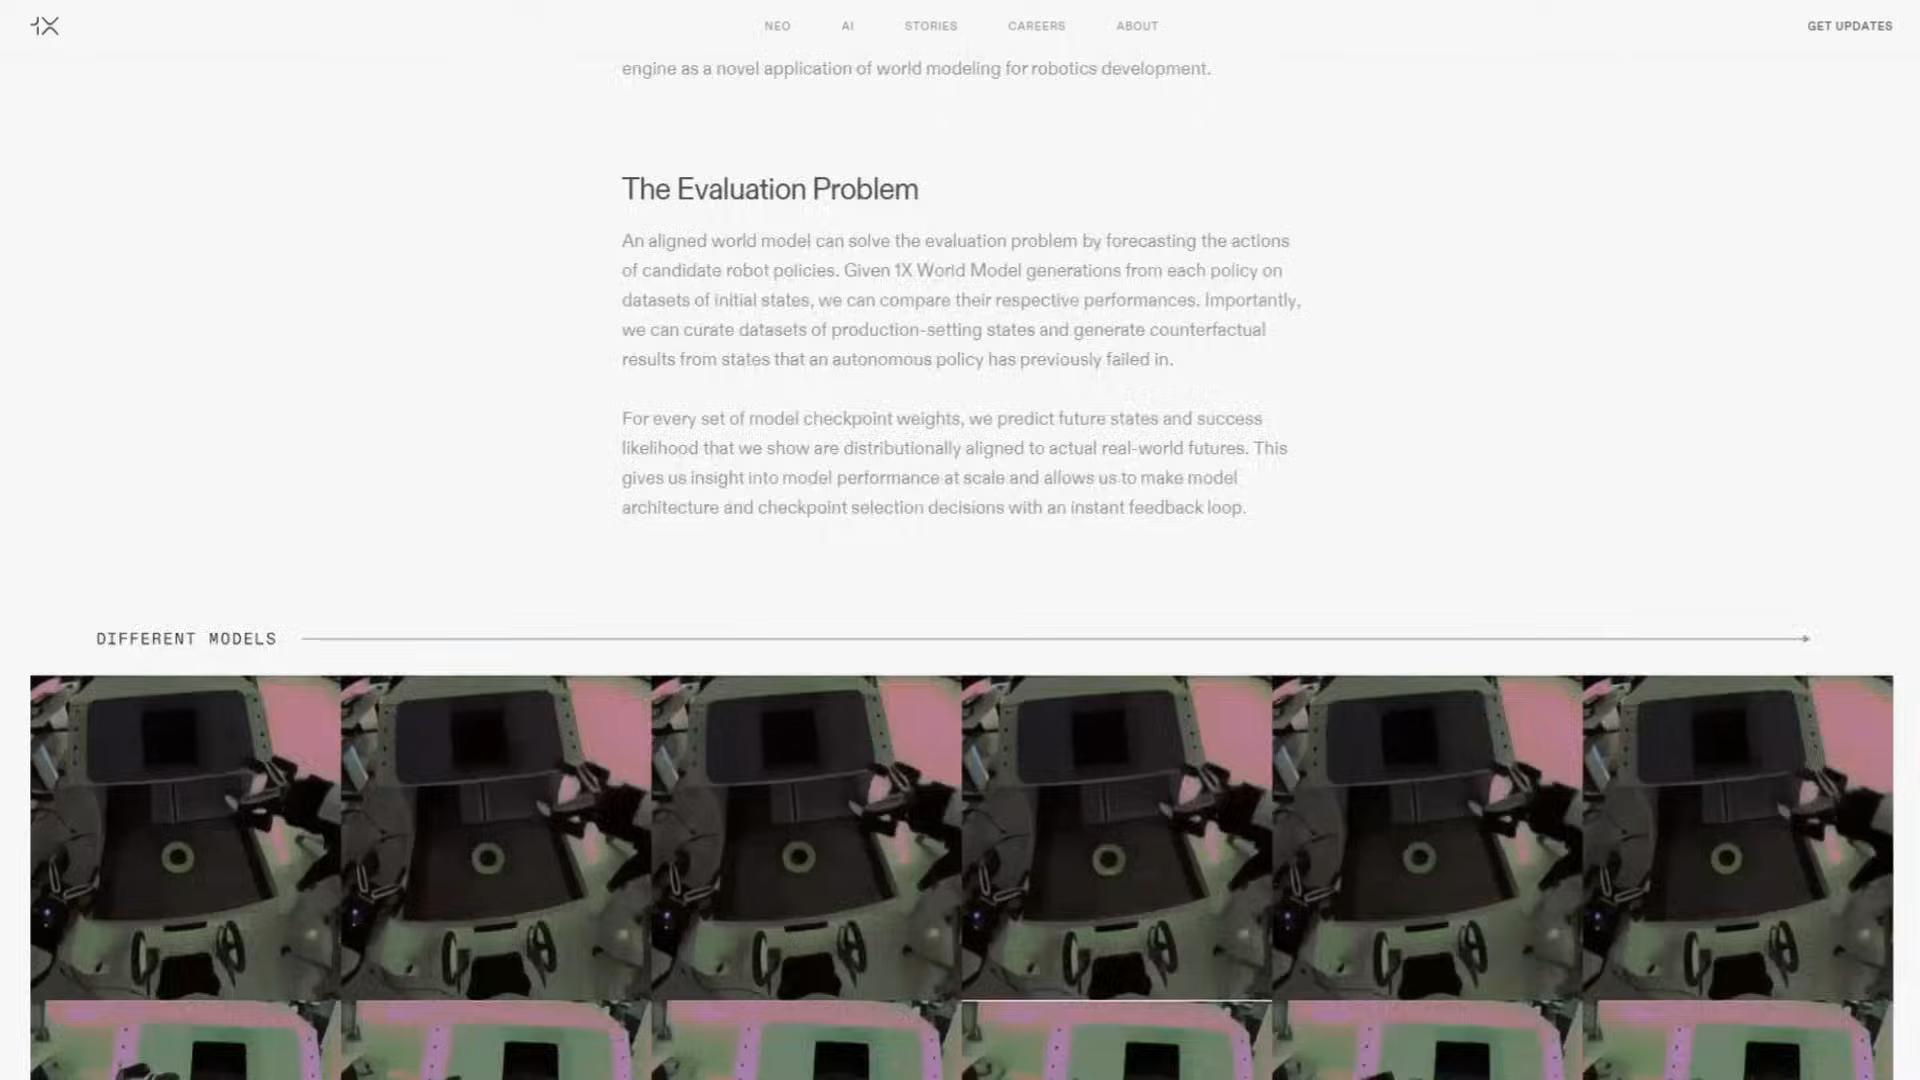 1X
NEO
AI
STORIES
CAREERS
ABOUT
GET UPDATES
engine as a novel application of world modeling for robotics development.
The Evaluation Problem
An aligned world model can solve the evaluation problem by forecasting the actions
of candidate robot policies. Given 1X World Model generations from each policy on
datasets of initial states, we can compare their respective performances. Importantly,
we can curate datasets of production-setting states and generate counterfactual
results from states that an autonomous policy has previously failed in.
For every set of model checkpoint weights, we predict future states and success
likelihood that we show are distributionally aligned to actual real-world futures. This
gives us insight into model performance at scale and allows us to make model
architecture and checkpoint selection decisions with an instant feedback loop.
DIFFERENT MODELS